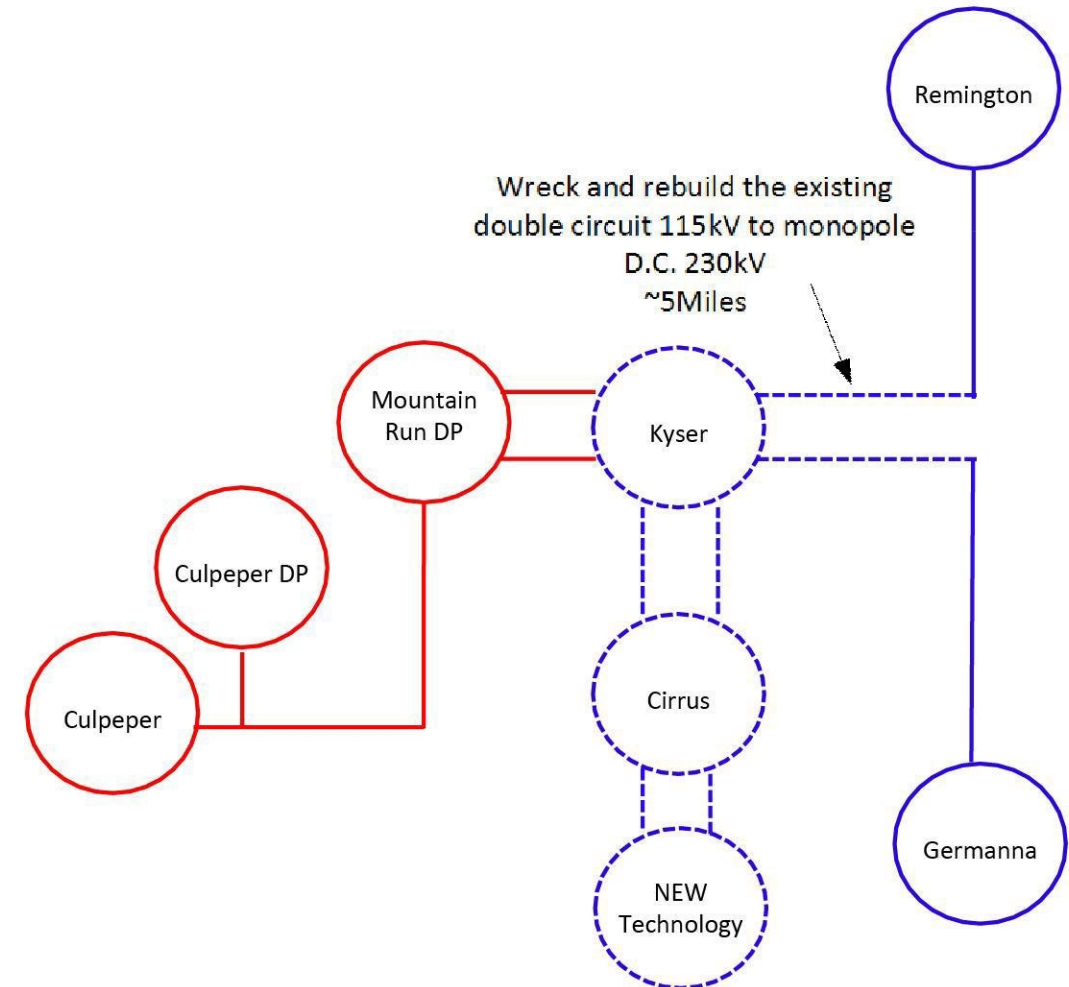 Remington
Wreck and rebuild the existing
double circuit 115kV to monopole
D.C. 230kV
~5Miles
Mountain
Run DP
Kyser
Culpeper DP
Culpeper
Cirrus
Germanna
NEW
Technology